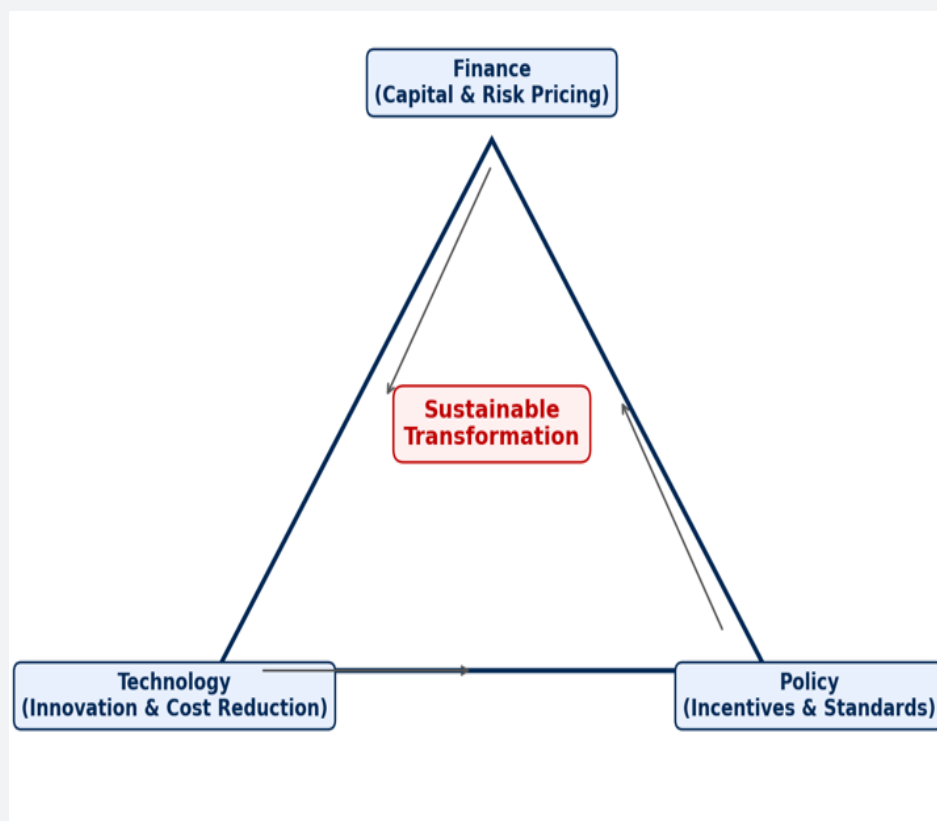 Finance
(Capital & Risk Pricing)
Sustainable
Transformation
Technology
(Innovation & Cost Reduction)
Policy
(Incentives & Standards)